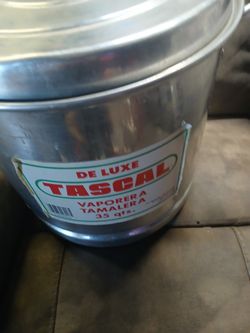 DE LUXE
TASCAL
VAPORERA
TAMALERA
35 qts.